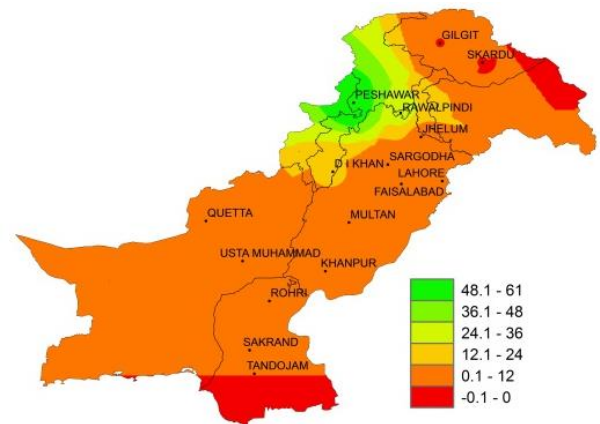 GILGIT
SKARDU
PESHAWAR
RAWALPINDI
JHELUM
D I KHAN
SARGODHA
LAHORE
FAISALABAD
QUETTA
MULTAN
USTA MUHAMMAD
KHANPUR
ROHRI
SAKRAND
TANDOJAM
48.1 - 61
36.1 - 48
24.1 - 36
12.1 - 24
0.1 - 12
-0.1 - 0